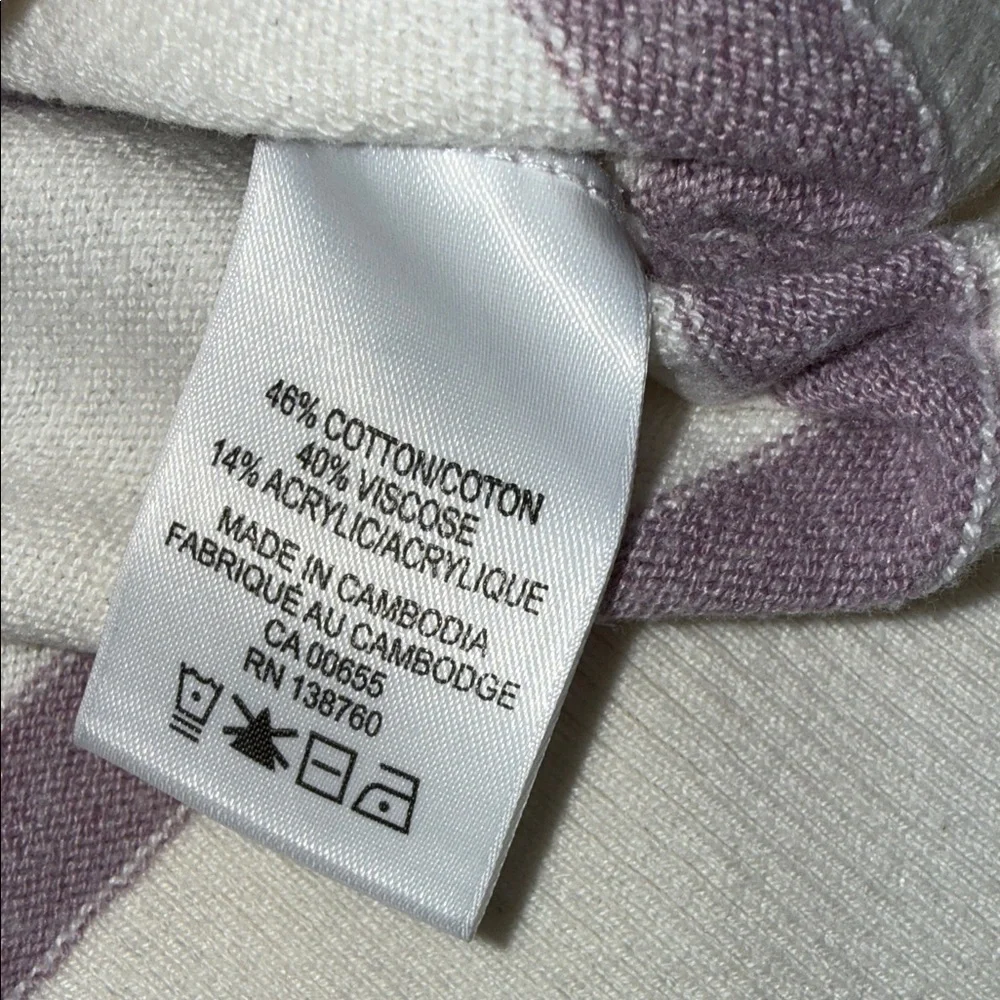 46% COTTON/COTON
40% VISCOSE
14% ACRYLIC/ACRYLIQUE
MADE IN CAMBODIA
FABRIQUÉ AU CAMBODGE
CA 00655
RN 138760